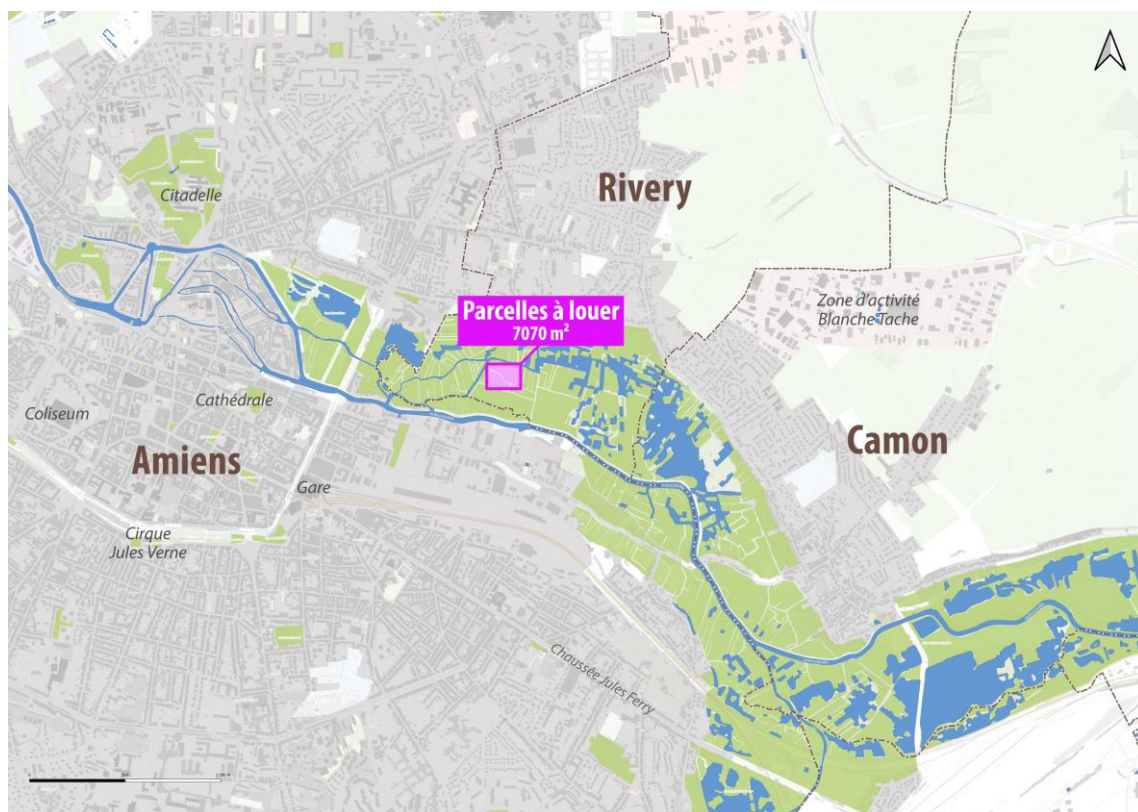 Citadelle
Rivery
Parcelles à louer
7070 m²
Zone d'activité
Blanche Tache
Coliseum
Cathédrale
Amiens
Camon
Gare
Cirque
Jules Verne
Chaussée Jules Ferry